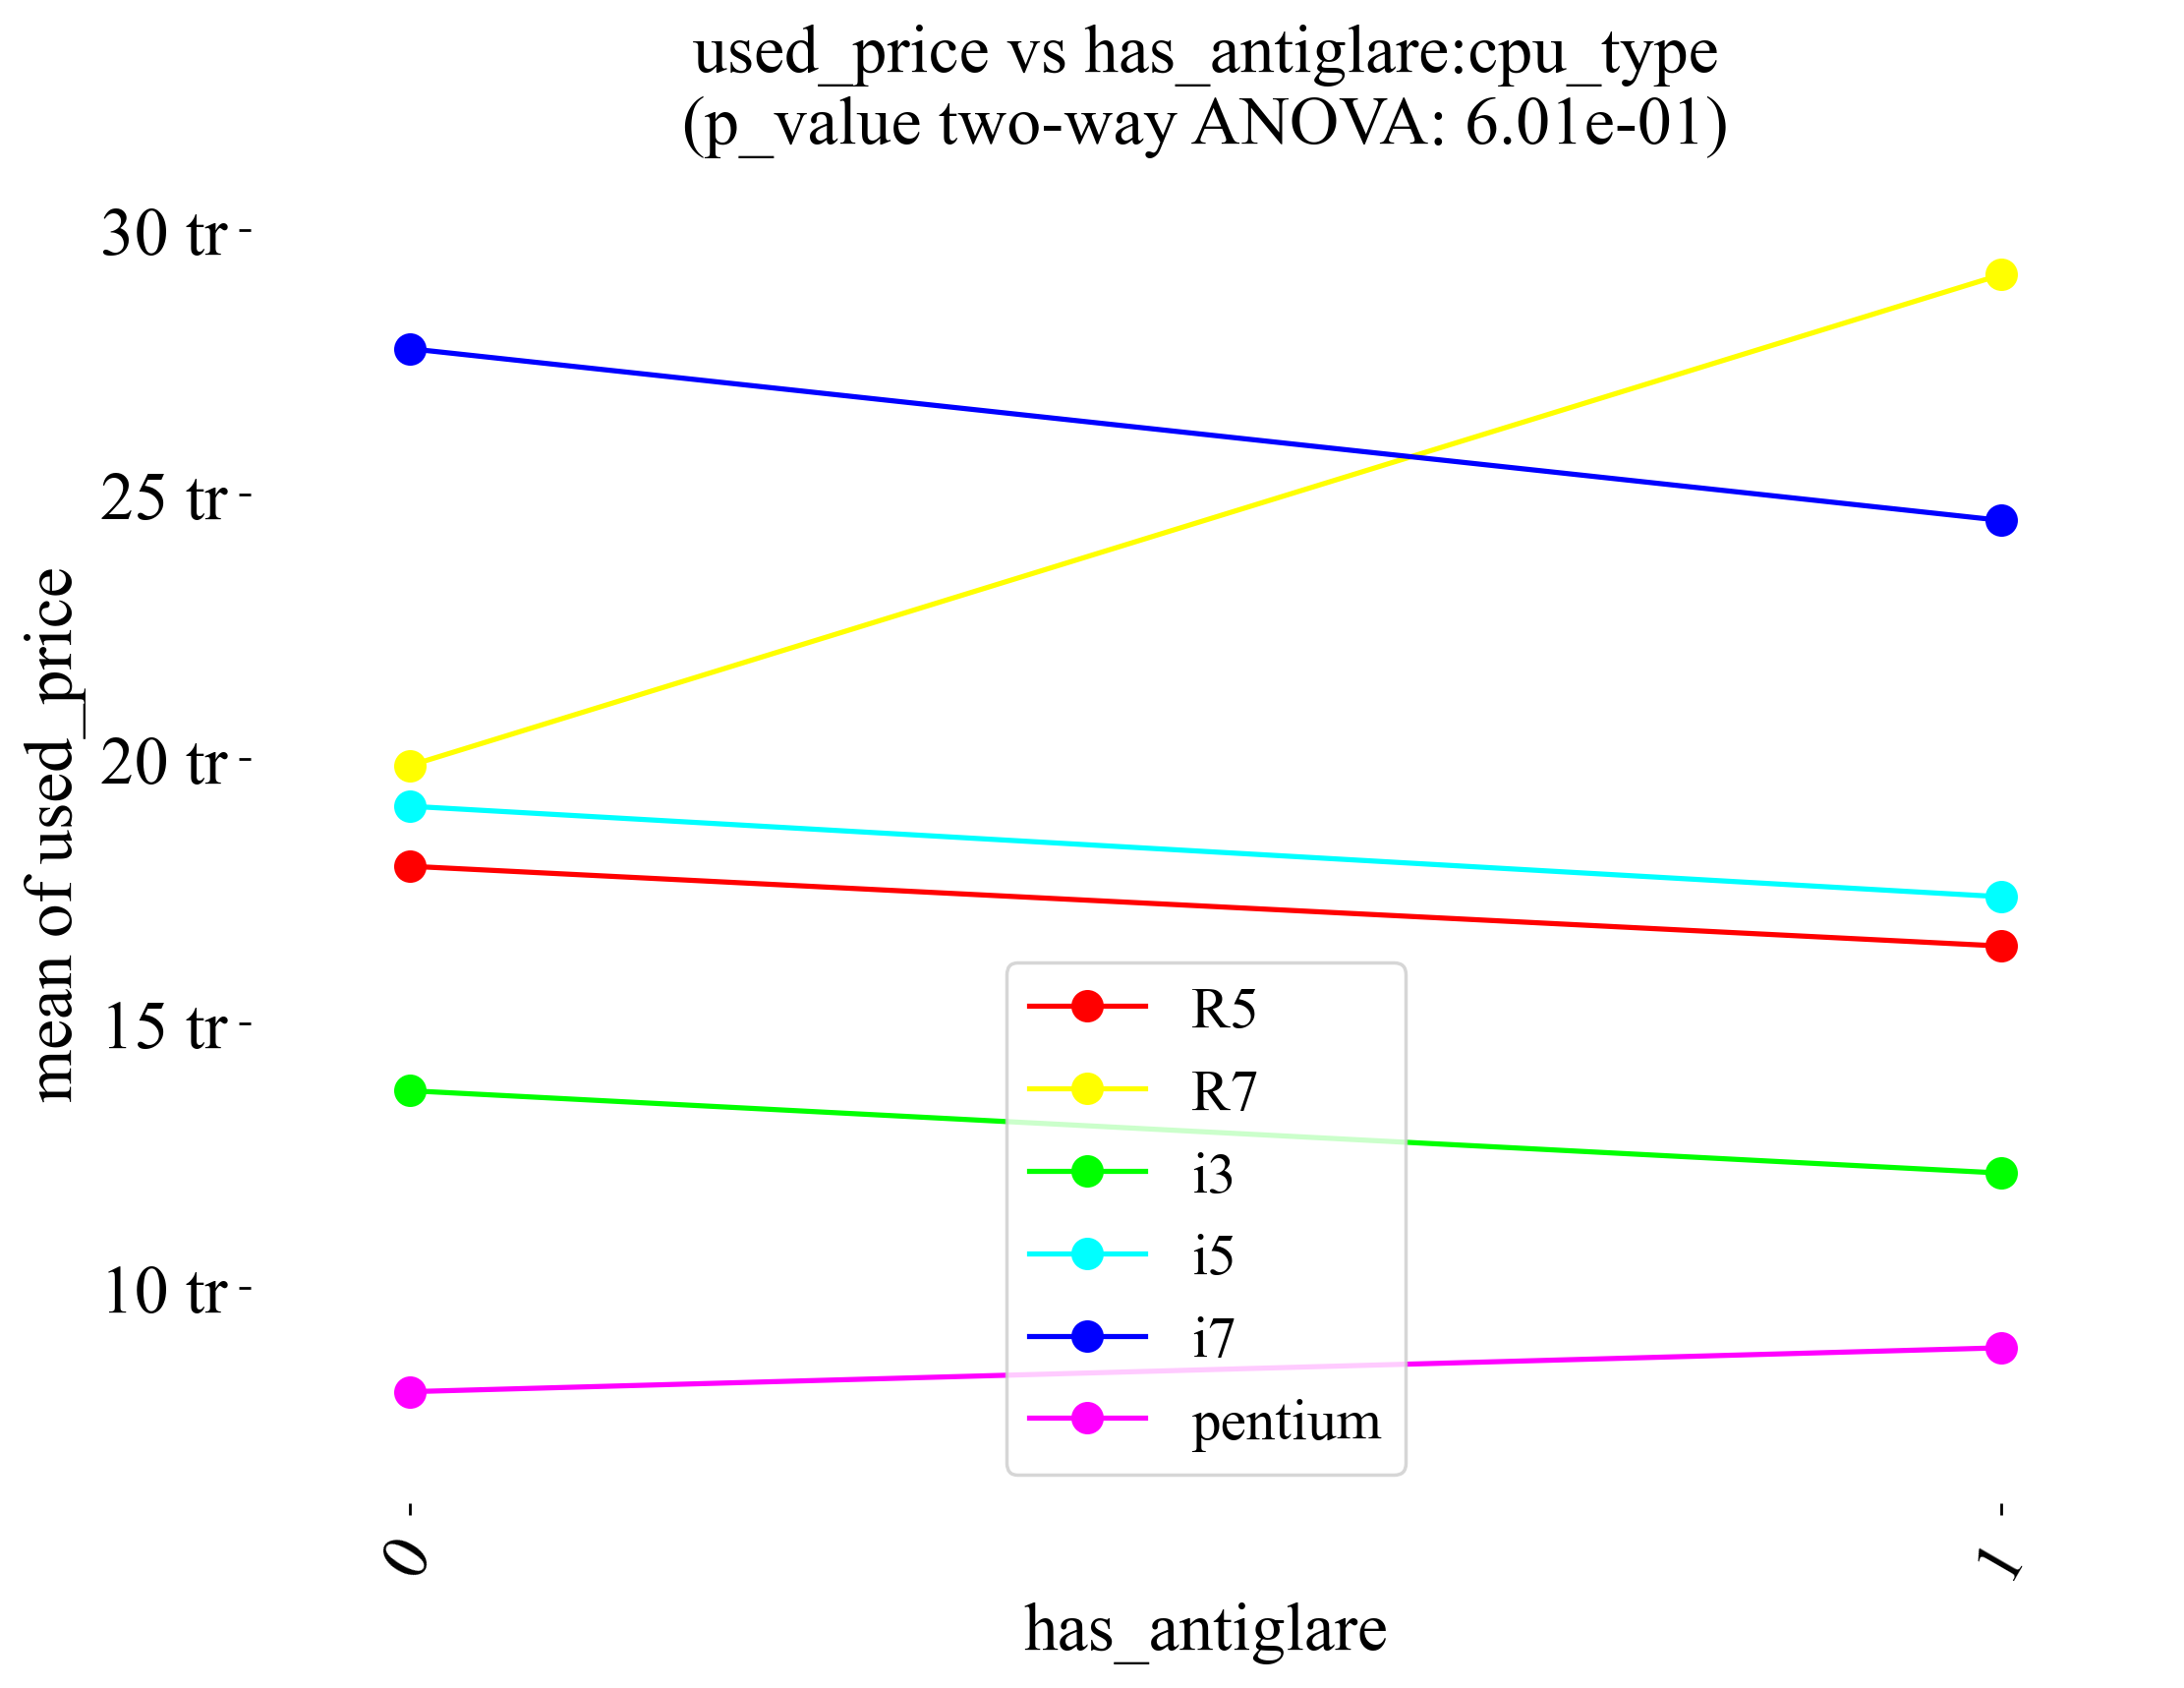 used_price vs has_antiglare:cpu_type
(p_value two-way ANOVA: 6.01e-01)
30 tr
25 tr
20 tr
15 tr
10 tr
mean of used_price
R5
R7
i3
i5
i7
pentium
0
1
has_antiglare